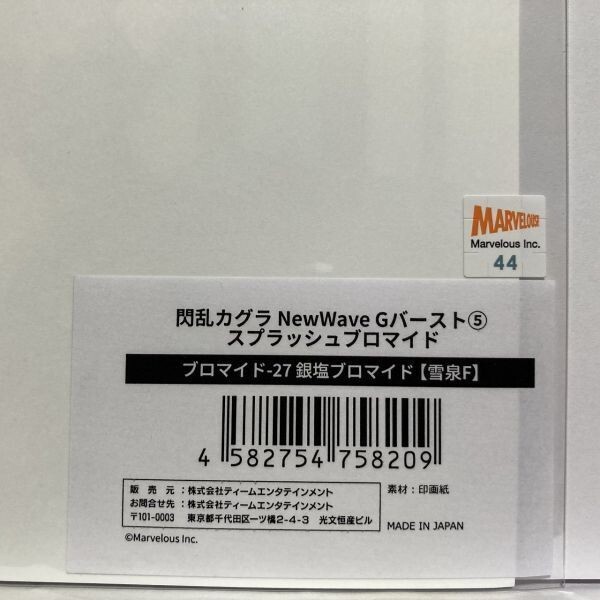 MARVELOUS!
Marvelous Inc.
44
閃乱カグラ NewWave Gバースト⑤
スプラッシュブロマイド
ブロマイド-27 銀塩ブロマイド【雪泉F】
4 582754 758209
販売元:株式会社ティームエンタテインメント
お問合せ先:株式会社ティームエンタテインメント
〒101-0003 東京都千代田区一ツ橋2-4-3 光文恒産ビル
素材:印画紙
MADE IN JAPAN
©Marvelous Inc.